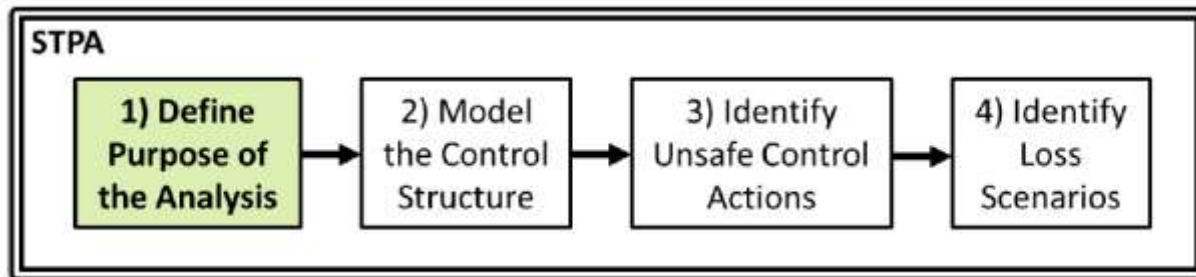 STPA
1) Define
Purpose of
the Analysis
2) Model
the Control
Structure
3) Identify
Unsafe Control
Actions
4) Identify
Loss
Scenarios